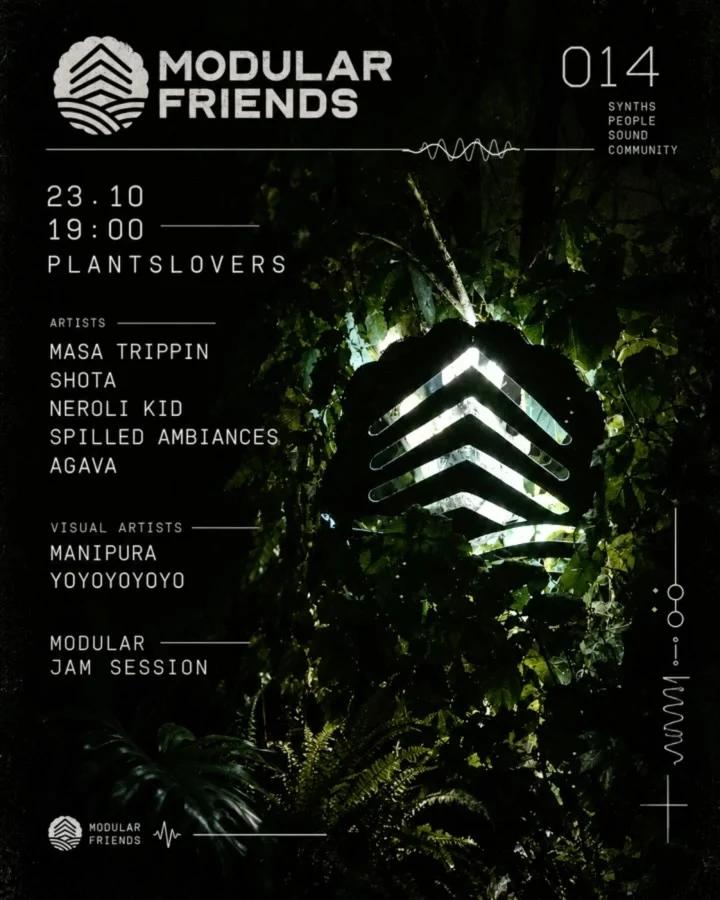 MODULAR
FRIENDS
014
SYNTHS
PEOPLE
SOUND
COMMUNITY
23.10
19:00
PLANTSLOVERS
ARTISTS
MASA TRIPPIN
SHOTA
NEROLI KID
SPILLED AMBIANCES
AGAVA
VISUAL ARTISTS
MANIPURA
YOYOYOYOYO
MODULAR
JAM SESSION
MODULAR
FRIENDS